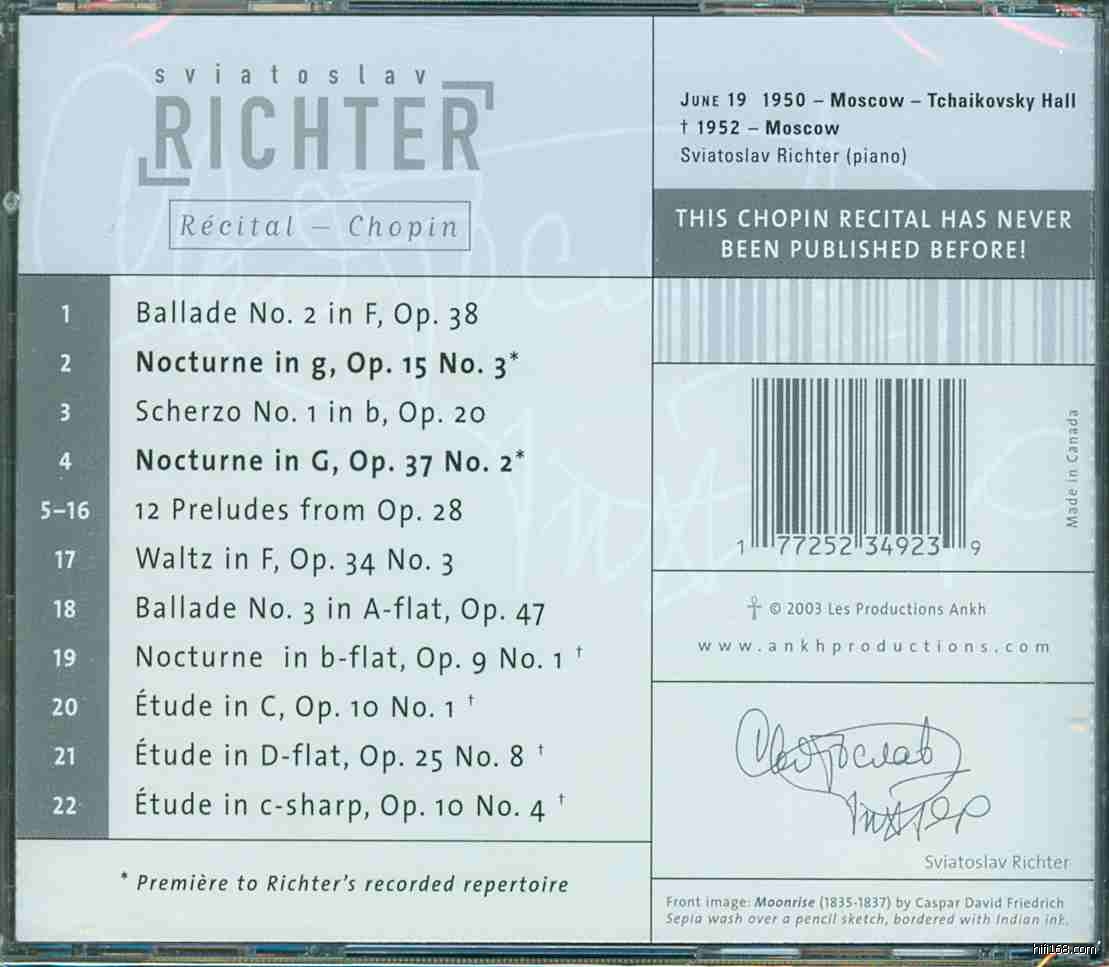 sviatoslav
RICHTER
Récital – Chopin
1 Ballade No. 2 in F, Op. 38
2 Nocturne in g, Op. 15 No. 3*
3 Scherzo No. 1 in b, Op. 20
4 Nocturne in G, Op. 37 No. 2*
5–16 12 Preludes from Op. 28
17 Waltz in F, Op. 34 No. 3
18 Ballade No. 3 in A-flat, Op. 47
19 Nocturne in b-flat, Op. 9 No. 1 †
20 Étude in C, Op. 10 No. 1 †
21 Étude in D-flat, Op. 25 No. 8 †
22 Étude in c-sharp, Op. 10 No. 4 †
* Première to Richter's recorded repertoire
JUNE 19 1950 – Moscow – Tchaikovsky Hall
† 1952 – Moscow
Sviatoslav Richter (piano)
THIS CHOPIN RECITAL HAS NEVER
BEEN PUBLISHED BEFORE!
1 77252 34923 9
Made in Canada
© 2003 Les Productions Ankh
www.ankhproductions.com
Святослав
Рихтер
Sviatoslav Richter
Front image: Moonrise (1835-1837) by Caspar David Friedrich
Sepia wash over a pencil sketch, bordered with Indian ink.
hifi168.com